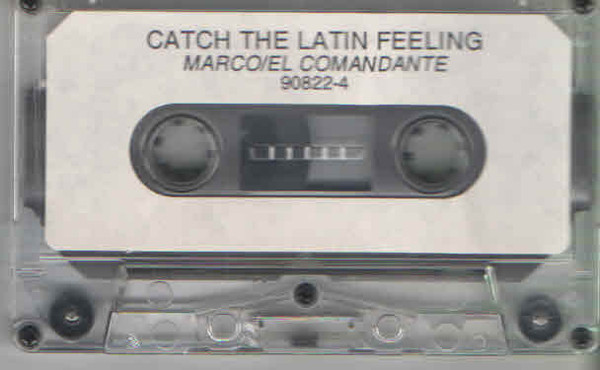 CATCH THE LATIN FEELING
MARCO/EL COMANDANTE
90822-4